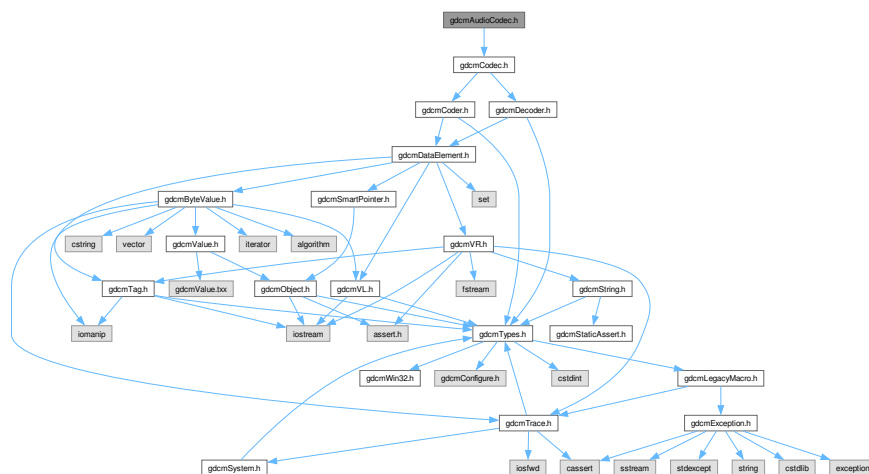 gdcmAudioCodec.h
gdcmCodec.h
gdcmCoder.h
gdcmDecoder.h
gdcmDataElement.h
gdcmByteValue.h
gdcmSmartPointer.h
set
cstring
vector
gdcmValue.h
iterator
algorithm
gdcmVR.h
gdcmTag.h
gdcmValue.txx
gdcmObject.h
gdcmVL.h
fstream
gdcmString.h
iomanip
iostream
assert.h
gdcmTypes.h
gdcmStaticAssert.h
gdcmWin32.h
gdcmConfigure.h
cstdint
gdcmLegacyMacro.h
gdcmTrace.h
gdcmException.h
gdcmSystem.h
iosfwd
cassert
sstream
stdexcept
string
cstdlib
exception